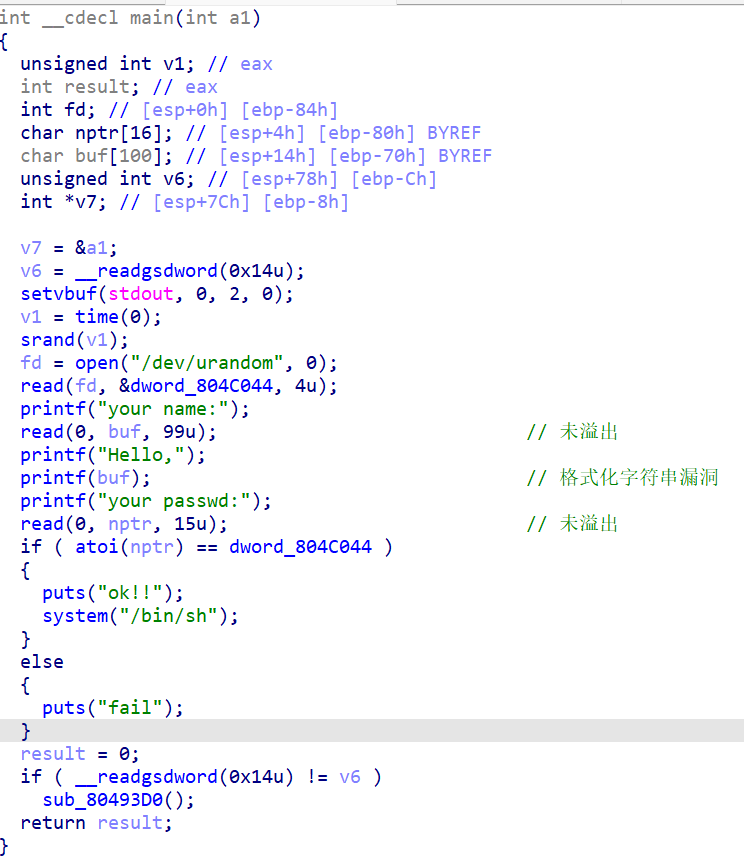 int __cdecl main(int a1)
{
  unsigned int v1; // eax
  int result; // eax
  int fd; // [esp+0h] [ebp-84h]
  char nptr[16]; // [esp+4h] [ebp-80h] BYREF
  char buf[100]; // [esp+14h] [ebp-70h] BYREF
  unsigned int v6; // [esp+78h] [ebp-Ch]
  int *v7; // [esp+7Ch] [ebp-8h]

  v7 = &a1;
  v6 = __readgsdword(0x14u);
  setvbuf(stdout, 0, 2, 0);
  v1 = time(0);
  srand(v1);
  fd = open("/dev/urandom", 0);
  read(fd, &dword_804C044, 4u);
  printf("your name:");
  read(0, buf, 99u); // 未溢出
  printf("Hello,");
  printf(buf); // 格式化字符串漏洞
  printf("your passwd:");
  read(0, nptr, 15u); // 未溢出
  if ( atoi(nptr) == dword_804C044 )
  {
    puts("ok!!");
    system("/bin/sh");
  }
  else
  {
    puts("fail");
  }
  result = 0;
  if ( __readgsdword(0x14u) != v6 )
    sub_80493D0();
  return result;
}